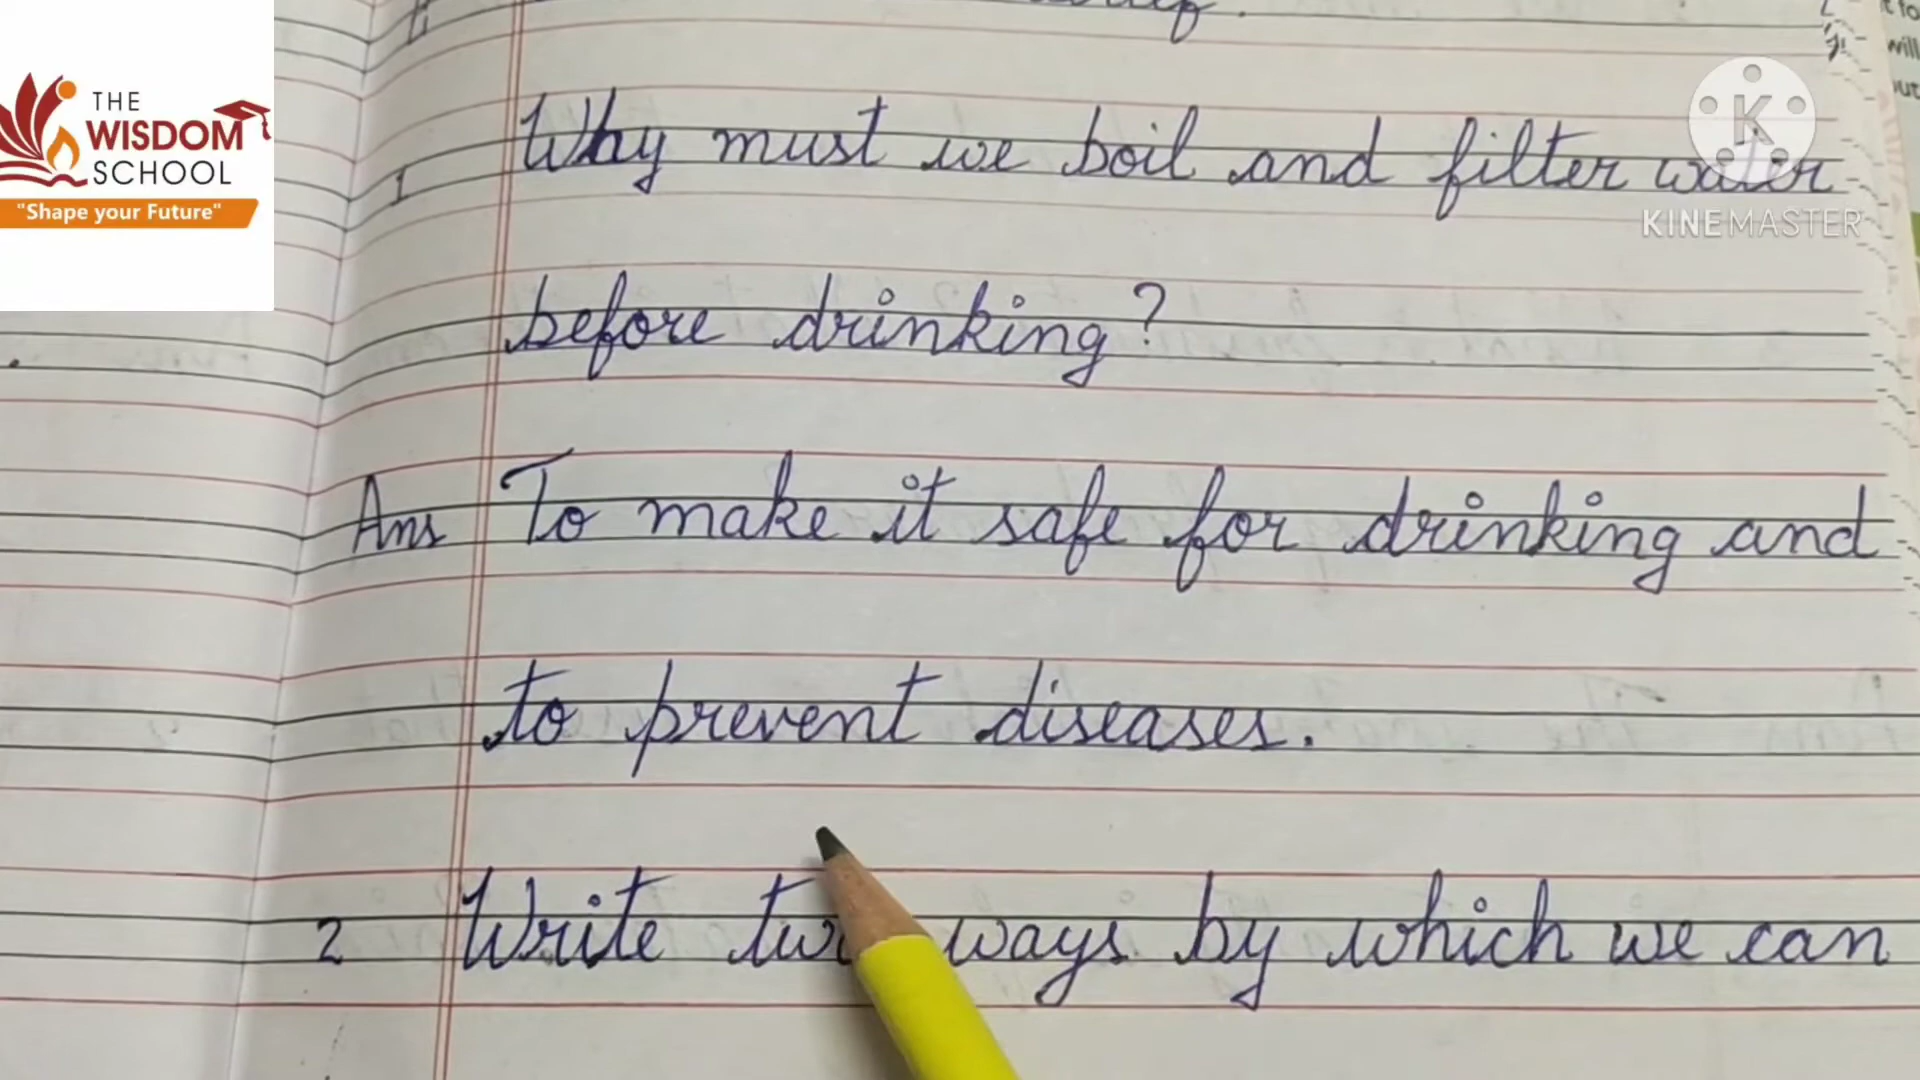 THE
WISDOM
SCHOOL
"Shape your Future"
K
KINEMASTER
1 Why must we boil and filter water
before drinking?
Ans To make it safe for drinking and
to prevent diseases.
2 Write two ways by which we can
will